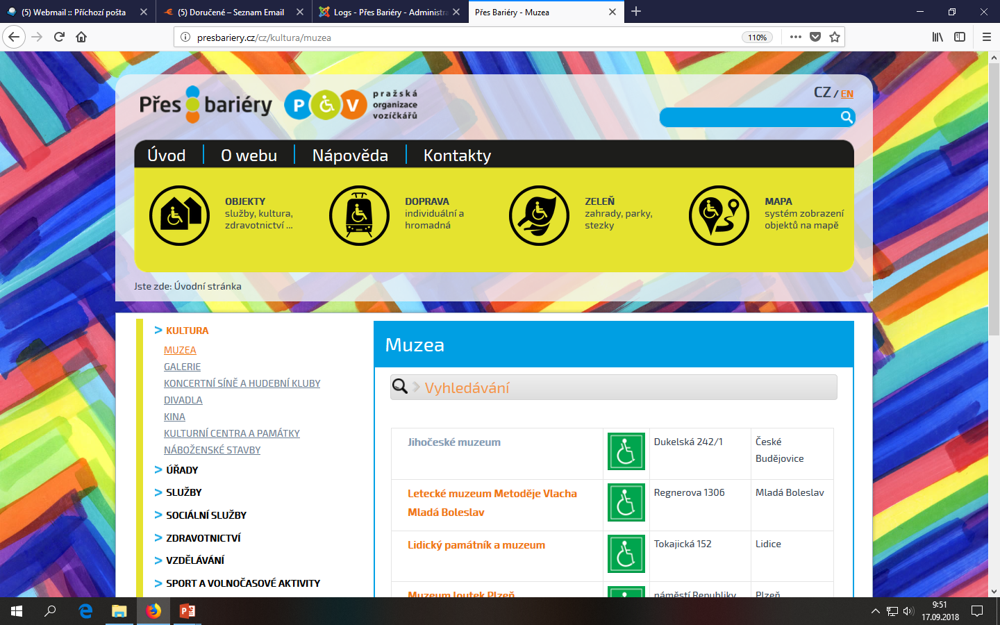 (5) Webmail :: Příchozí pošta
(5) Doručené – Seznam Email
Logs - Přes Bariéry - Administra
Přes Bariéry - Muzea
presbariery.cz/cz/kultura/muzea
110%
Přes bariéry
P V
pražská
organizace
vozíčkářů
CZ / EN
Úvod
O webu
Nápověda
Kontakty
OBJEKTY
služby, kultura,
zdravotnictví ...
DOPRAVA
individuální a
hromadná
ZELEŇ
zahrady, parky,
stezky
MAPA
systém zobrazení
objektů na mapě
Jste zde: Úvodní stránka
> KULTURA
MUZEA
GALERIE
KONCERTNÍ SÍNĚ A HUDEBNÍ KLUBY
DIVADLA
KINA
KULTURNÍ CENTRA A PAMÁTKY
NÁBOŽENSKÉ STAVBY
> ÚŘADY
> SLUŽBY
> SOCIÁLNÍ SLUŽBY
> ZDRAVOTNICTVÍ
> VZDĚLÁVÁNÍ
> SPORT A VOLNOČASOVÉ AKTIVITY
Muzea
Vyhledávání
Jihočeské muzeum
Dukelská 242/1
České
Budějovice
Letecké muzeum Metoděje Vlacha
Mladá Boleslav
Regnerova 1306
Mladá Boleslav
Lidický památník a muzeum
Tokajická 152
Lidice
Muzeum loutek Plzeň
náměstí Republiky
Plzeň
9:51
17.09.2018